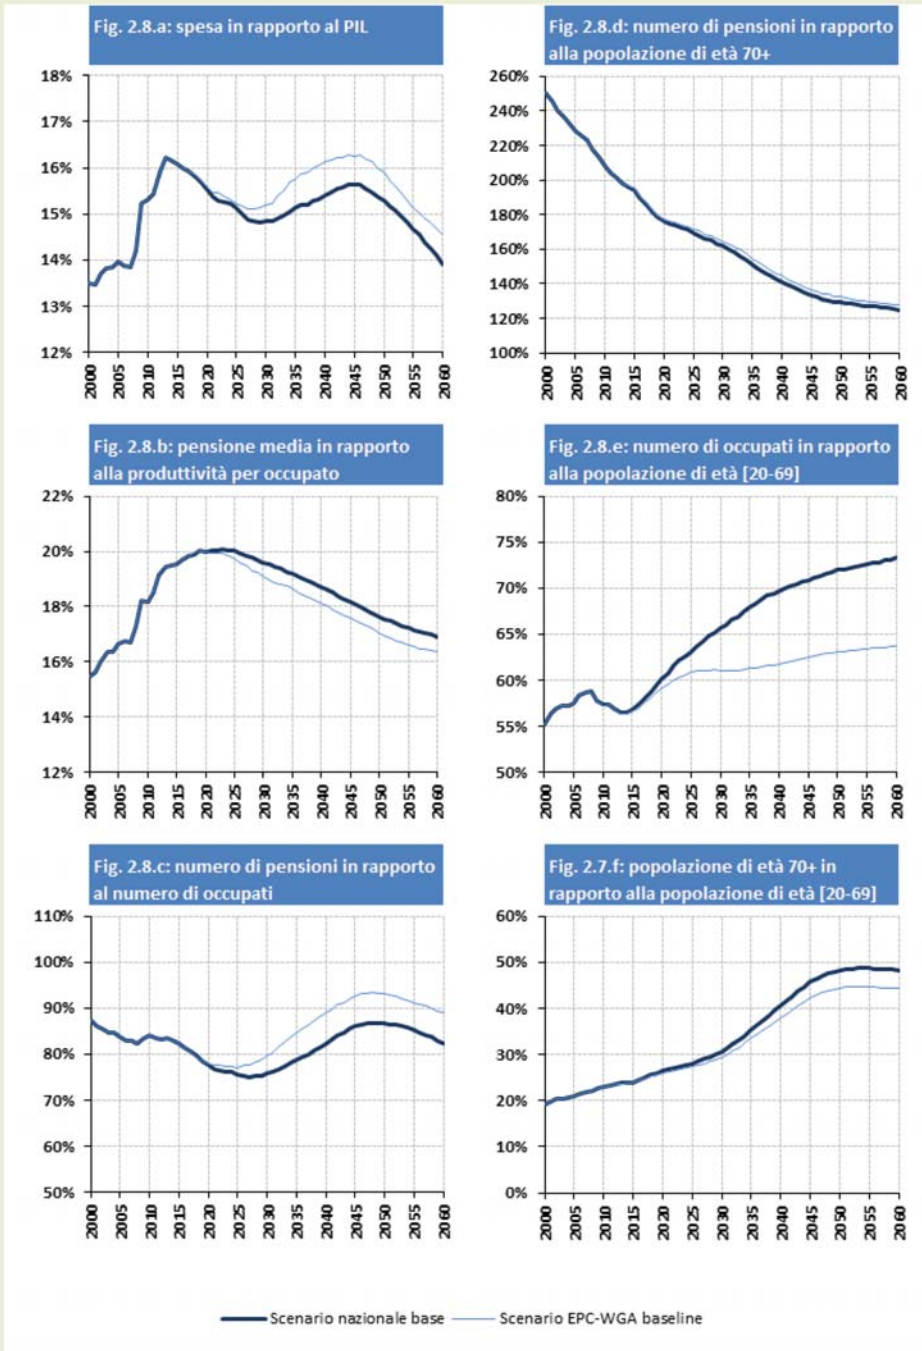 Fig. 2.8.a: spesa in rapporto al PIL
18%
17%
16%
15%
14%
13%
12%
2000 2005 2010 2015 2020 2025 2030 2035 2040 2045 2050 2055 2060
Fig. 2.8.d: numero di pensioni in rapporto
alla popolazione di età 70+
260%
240%
220%
200%
180%
160%
140%
120%
100%
2000 2005 2010 2015 2020 2025 2030 2035 2040 2045 2050 2055 2060
Fig. 2.8.b: pensione media in rapporto
alla produttività per occupato
22%
20%
18%
16%
14%
12%
2000 2005 2010 2015 2020 2025 2030 2035 2040 2045 2050 2055 2060
Fig. 2.8.e: numero di occupati in rapporto
alla popolazione di età [20-69]
80%
75%
70%
65%
60%
55%
50%
2000 2005 2010 2015 2020 2025 2030 2035 2040 2045 2050 2055 2060
Fig. 2.8.c: numero di pensioni in rapporto
al numero di occupati
110%
100%
90%
80%
70%
60%
50%
2000 2005 2010 2015 2020 2025 2030 2035 2040 2045 2050 2055 2060
Fig. 2.7.f: popolazione di età 70+ in
rapporto alla popolazione di età [20-69]
60%
50%
40%
30%
20%
10%
0%
2000 2005 2010 2015 2020 2025 2030 2035 2040 2045 2050 2055 2060
Scenario nazionale base Scenario EPC-WGA baseline